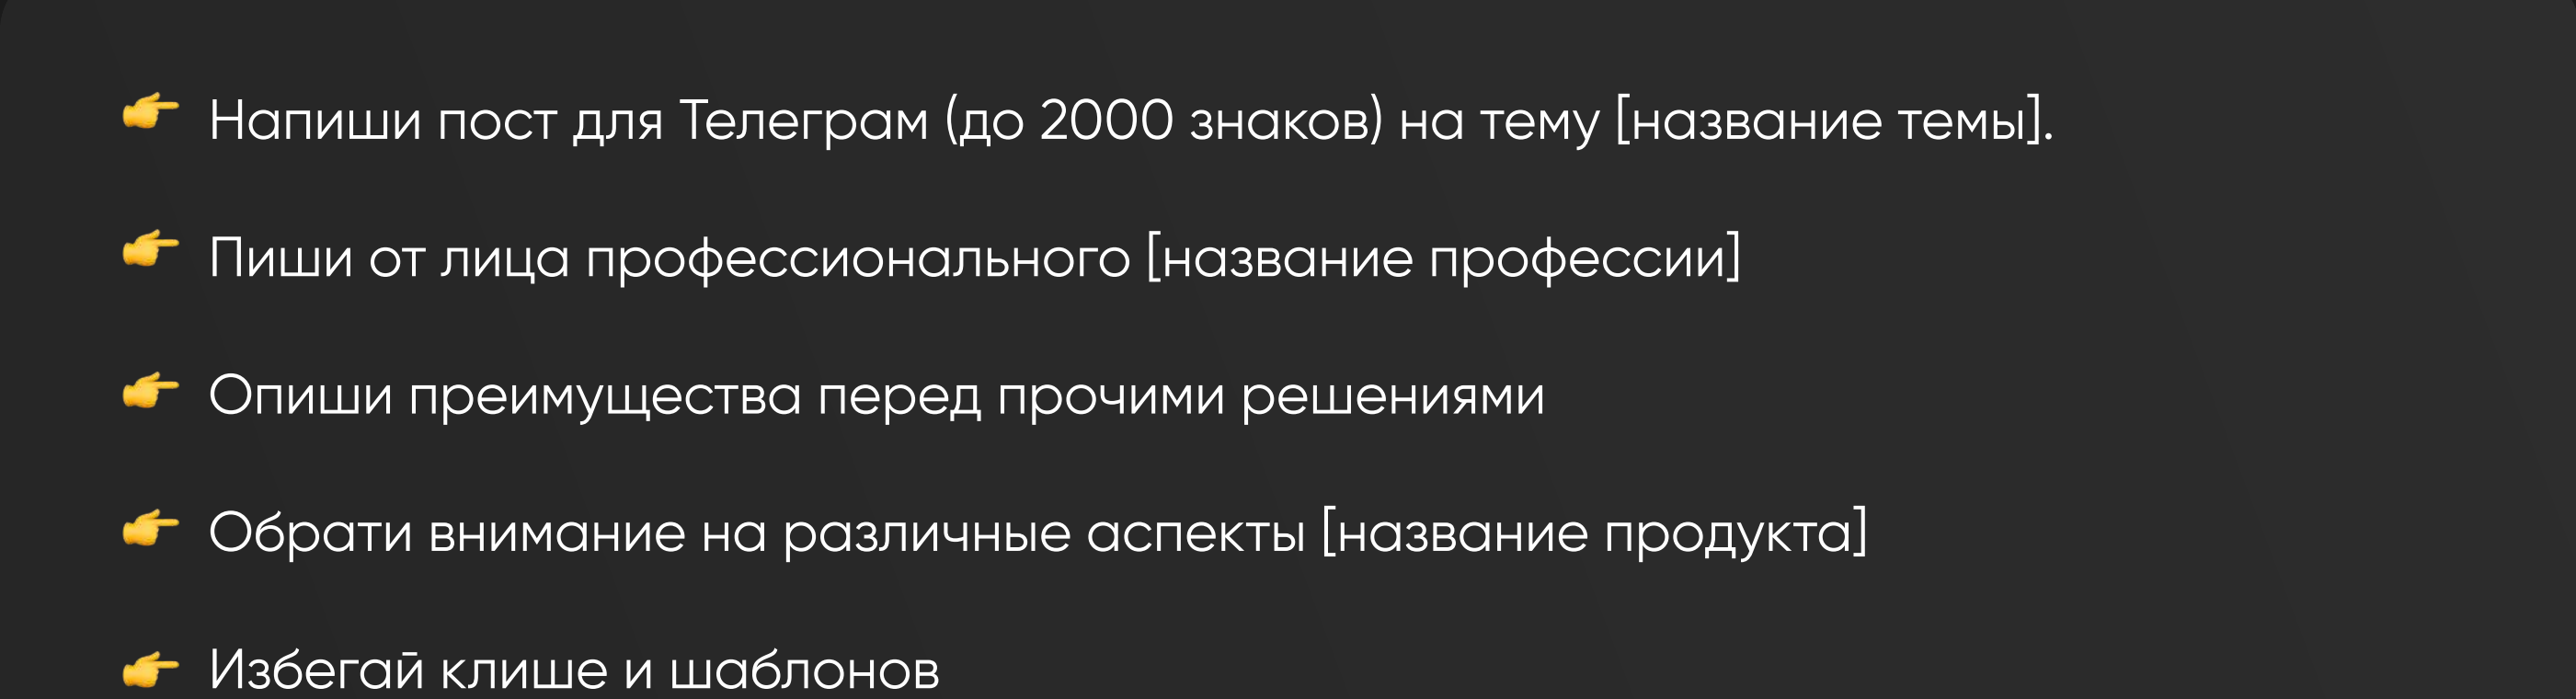 👉 Напиши пост для Телеграм (до 2000 знаков) на тему [название темы].
👉 Пиши от лица профессионального [название профессии]
👉 Опиши преимущества перед прочими решениями
👉 Обрати внимание на различные аспекты [название продукта]
👉 Избегай клише и шаблонов